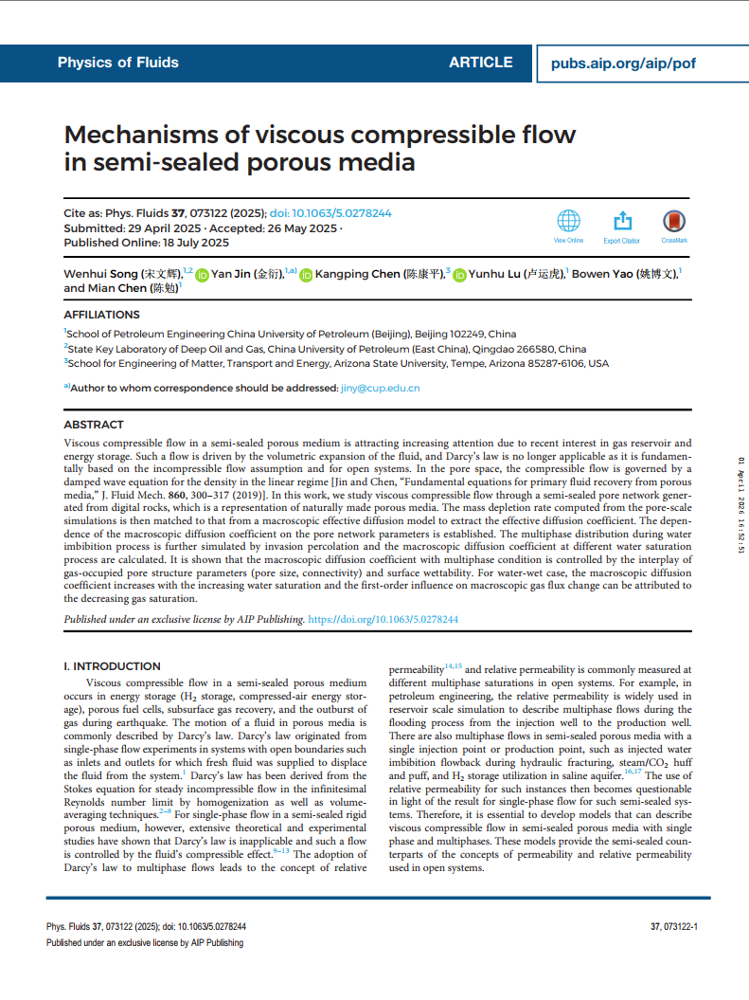 Physics of Fluids
ARTICLE
pubs.aip.org/aip/pof
Mechanisms of viscous compressible flow
in semi-sealed porous media
Cite as: Phys. Fluids 37, 073122 (2025); doi: 10.1063/5.0278244
Submitted: 29 April 2025 · Accepted: 26 May 2025 ·
Published Online: 18 July 2025
View Online
Export Citation
CrossMark
Wenhui Song (宋文辉),1,2 Yan Jin (金衍),1,a) Kangping Chen (陈康平),3 Yunhu Lu (卢运虎),1 Bowen Yao (姚博文),1
and Mian Chen (陈勉)1
AFFILIATIONS
1School of Petroleum Engineering China University of Petroleum (Beijing), Beijing 102249, China
2State Key Laboratory of Deep Oil and Gas, China University of Petroleum (East China), Qingdao 266580, China
3School for Engineering of Matter, Transport and Energy, Arizona State University, Tempe, Arizona 85287-6106, USA
a)Author to whom correspondence should be addressed: jiny@cup.edu.cn
ABSTRACT
Viscous compressible flow in a semi-sealed porous medium is attracting increasing attention due to recent interest in gas reservoir and
energy storage. Such a flow is driven by the volumetric expansion of the fluid, and Darcy's law is no longer applicable as it is fundamen-
tally based on the incompressible flow assumption and for open systems. In the pore space, the compressible flow is governed by a
damped wave equation for the density in the linear regime [Jin and Chen, “Fundamental equations for primary fluid recovery from porous
media,” J. Fluid Mech. 860, 300–317 (2019)]. In this work, we study viscous compressible flow through a semi-sealed pore network gener-
ated from digital rocks, which is a representation of naturally made porous media. The mass depletion rate computed from the pore-scale
simulations is then matched to that from a macroscopic effective diffusion model to extract the effective diffusion coefficient. The depen-
dence of the macroscopic diffusion coefficient on the pore network parameters is established. The multiphase distribution during water
imbibition process is further simulated by invasion percolation and the macroscopic diffusion coefficient at different water saturation
process are calculated. It is shown that the macroscopic diffusion coefficient with multiphase condition is controlled by the interplay of
gas-occupied pore structure parameters (pore size, connectivity) and surface wettability. For water-wet case, the macroscopic diffusion
coefficient increases with the increasing water saturation and the first-order influence on macroscopic gas flux change can be attributed to
the decreasing gas saturation.
Published under an exclusive license by AIP Publishing. https://doi.org/10.1063/5.0278244
I. INTRODUCTION
Viscous compressible flow in a semi-sealed porous medium
occurs in energy storage (H2 storage, compressed-air energy stor-
age), porous fuel cells, subsurface gas recovery, and the outburst of
gas during earthquake. The motion of a fluid in porous media is
commonly described by Darcy's law. Darcy's law originated from
single-phase flow experiments in systems with open boundaries such
as inlets and outlets for which fresh fluid was supplied to displace
the fluid from the system.1 Darcy's law has been derived from the
Stokes equation for steady incompressible flow in the infinitesimal
Reynolds number limit by homogenization as well as volume-
averaging techniques.2–8 For single-phase flow in a semi-sealed rigid
porous medium, however, extensive theoretical and experimental
studies have shown that Darcy's law is inapplicable and such a flow
is controlled by the fluid's compressible effect.9–13 The adoption of
Darcy's law to multiphase flows leads to the concept of relative
permeability14,15 and relative permeability is commonly measured at
different multiphase saturations in open systems. For example, in
petroleum engineering, the relative permeability is widely used in
reservoir scale simulation to describe multiphase flows during the
flooding process from the injection well to the production well.
There are also multiphase flows in semi-sealed porous media with a
single injection point or production point, such as injected water
imbibition flowback during hydraulic fracturing, steam/CO2 huff
and puff, and H2 storage utilization in saline aquifer.16,17 The use of
relative permeability for such instances then becomes questionable
in light of the result for single-phase flow for such semi-sealed sys-
tems. Therefore, it is essential to develop models that can describe
viscous compressible flow in semi-sealed porous media with single
phase and multiphases. These models provide the semi-sealed coun-
terparts of the concepts of permeability and relative permeability
used in open systems.
01 April 2026 16:52:51
Phys. Fluids 37, 073122 (2025); doi: 10.1063/5.0278244
37, 073122-1
Published under an exclusive license by AIP Publishing